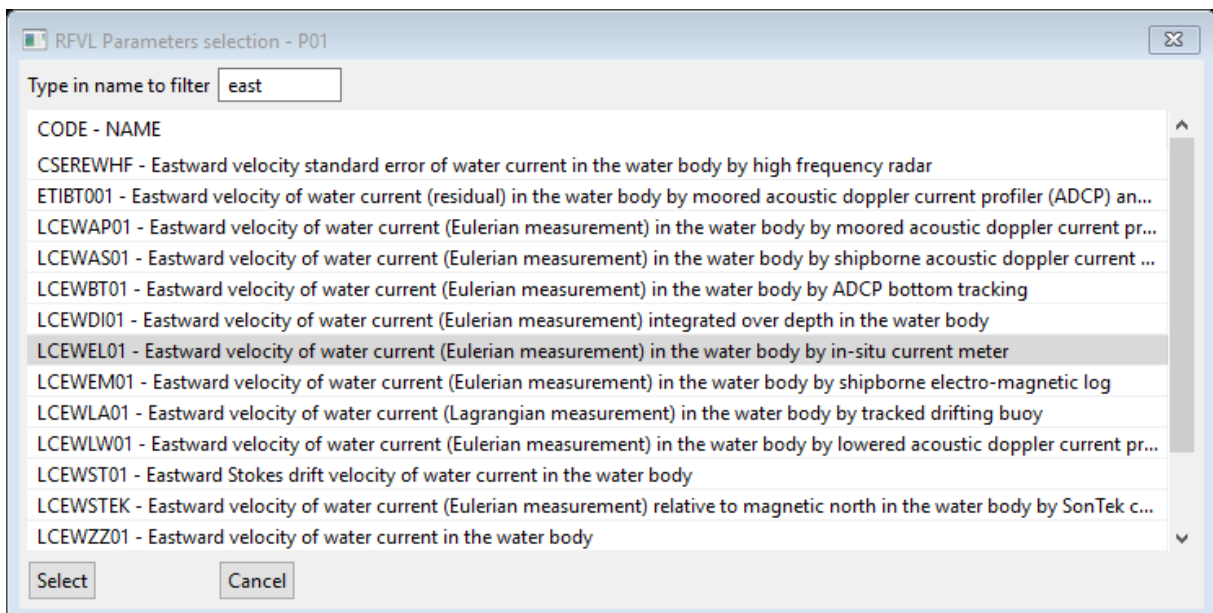 RFVL Parameters selection - P01
Type in name to filter east
CODE - NAME
CSEREWHF - Eastward velocity standard error of water current in the water body by high frequency radar
ETIBT001 - Eastward velocity of water current (residual) in the water body by moored acoustic doppler current profiler (ADCP) an...
LCEWAP01 - Eastward velocity of water current (Eulerian measurement) in the water body by moored acoustic doppler current pr...
LCEWAS01 - Eastward velocity of water current (Eulerian measurement) in the water body by shipborne acoustic doppler current ...
LCEWBT01 - Eastward velocity of water current (Eulerian measurement) in the water body by ADCP bottom tracking
LCEWDI01 - Eastward velocity of water current (Eulerian measurement) integrated over depth in the water body
LCEWEL01 - Eastward velocity of water current (Eulerian measurement) in the water body by in-situ current meter
LCEWEM01 - Eastward velocity of water current (Eulerian measurement) in the water body by shipborne electro-magnetic log
LCEWLA01 - Eastward velocity of water current (Lagrangian measurement) in the water body by tracked drifting buoy
LCEWLW01 - Eastward velocity of water current (Eulerian measurement) in the water body by lowered acoustic doppler current pr...
LCEWST01 - Eastward Stokes drift velocity of water current in the water body
LCEWSTEK - Eastward velocity of water current (Eulerian measurement) relative to magnetic north in the water body by SonTek c...
LCEWZZ01 - Eastward velocity of water current in the water body
Select Cancel